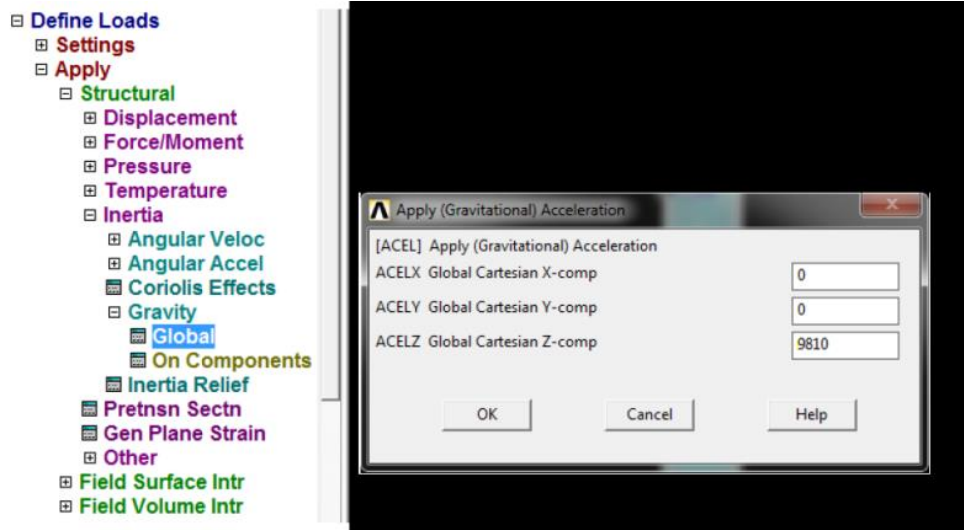 Define Loads
Settings
Apply
Structural
Displacement
Force/Moment
Pressure
Temperature
Inertia
Angular Veloc
Angular Accel
Coriolis Effects
Gravity
Global
On Components
Inertia Relief
Pretnsn Sectn
Gen Plane Strain
Other
Field Surface Intr
Field Volume Intr
Apply (Gravitational) Acceleration
[ACEL] Apply (Gravitational) Acceleration
ACELX Global Cartesian X-comp 0
ACELY Global Cartesian Y-comp 0
ACELZ Global Cartesian Z-comp 9810
OK Cancel Help